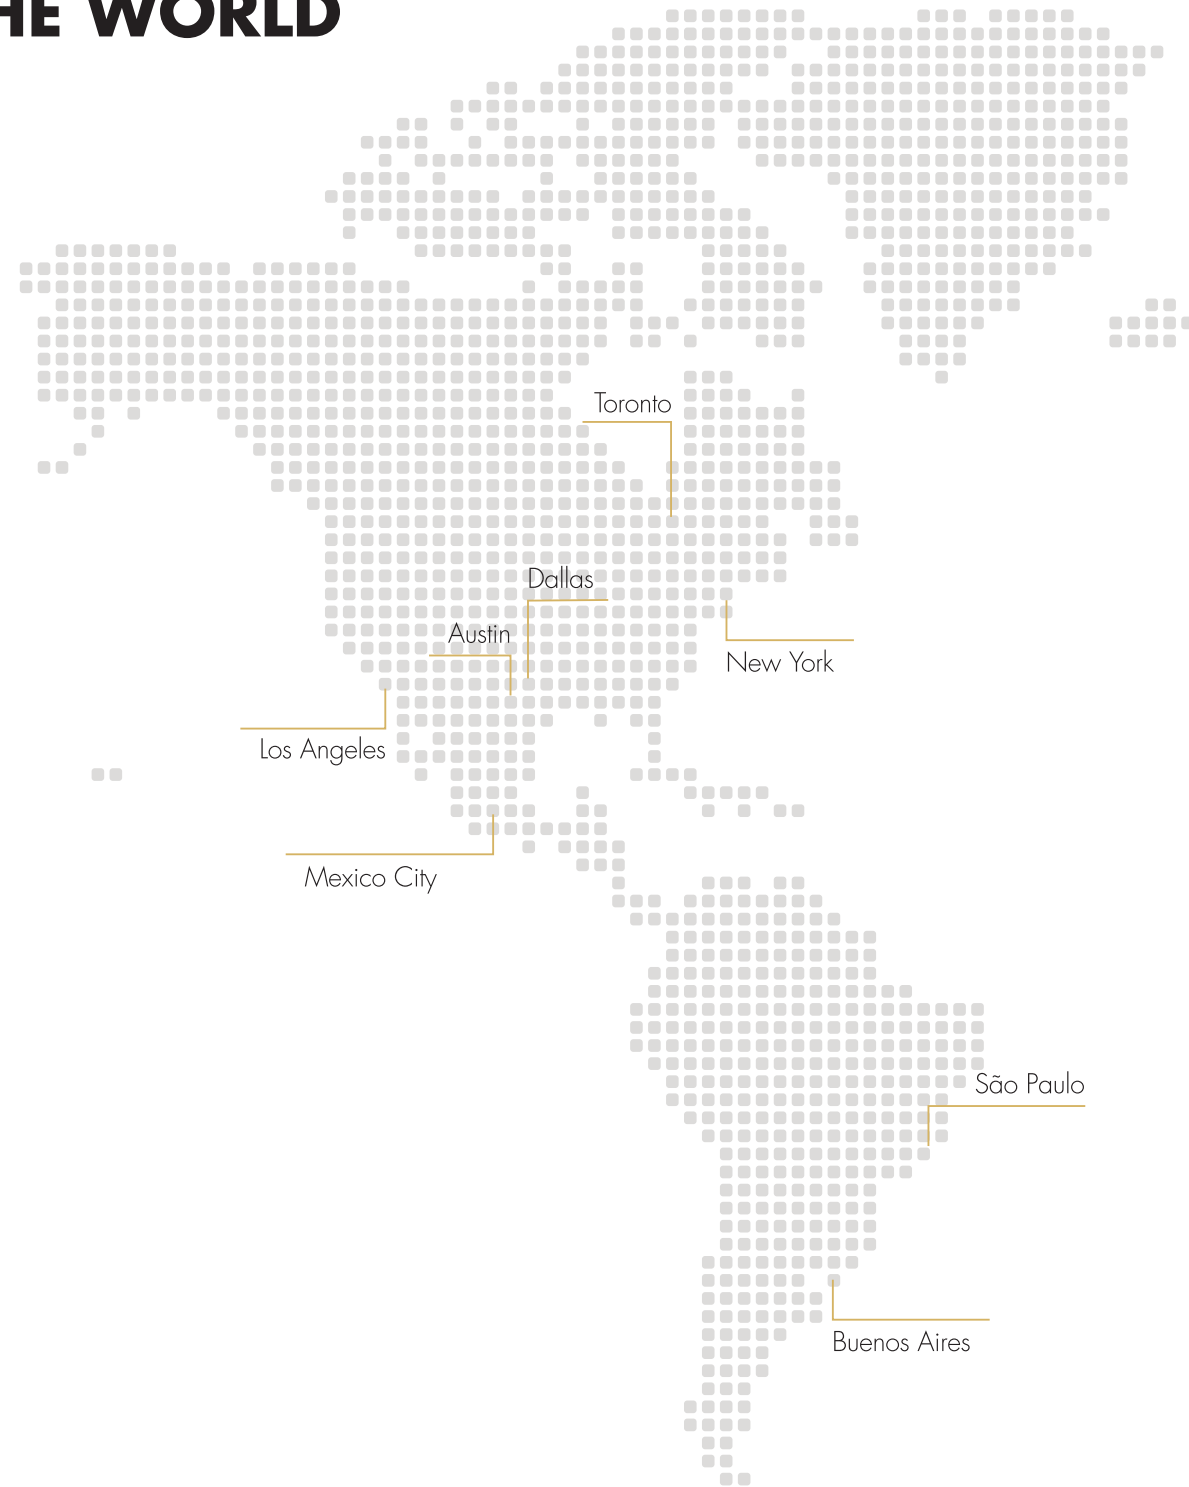 HE WORLD
Toronto
Dallas
Austin
New York
Los Angeles
Mexico City
São Paulo
Buenos Aires